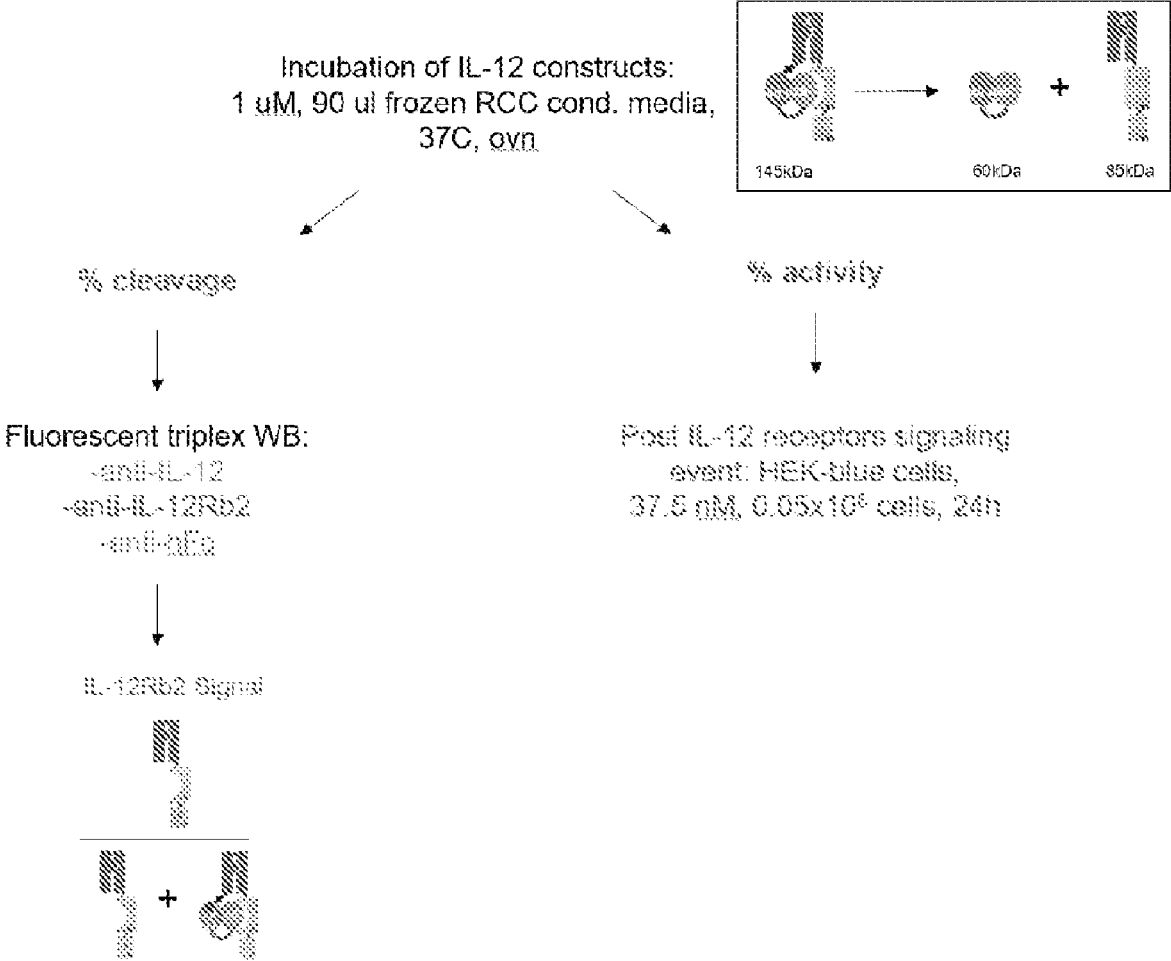 Incubation of IL-12 constructs:
1 uM, 90 ul frozen RCC cond. media,
37C, ovn
145kDa
60kDa
+
85kDa
% cleavage
% activity
Fluorescent triplex WB:
-anti-IL-12
-anti-IL-12Rb2
-anti-
Post IL-12 receptors signaling
event: HEK-blue cells,
37.5 nM, 0.05x10⁶ cells, 24h
IL-12Rb2 Signal
+